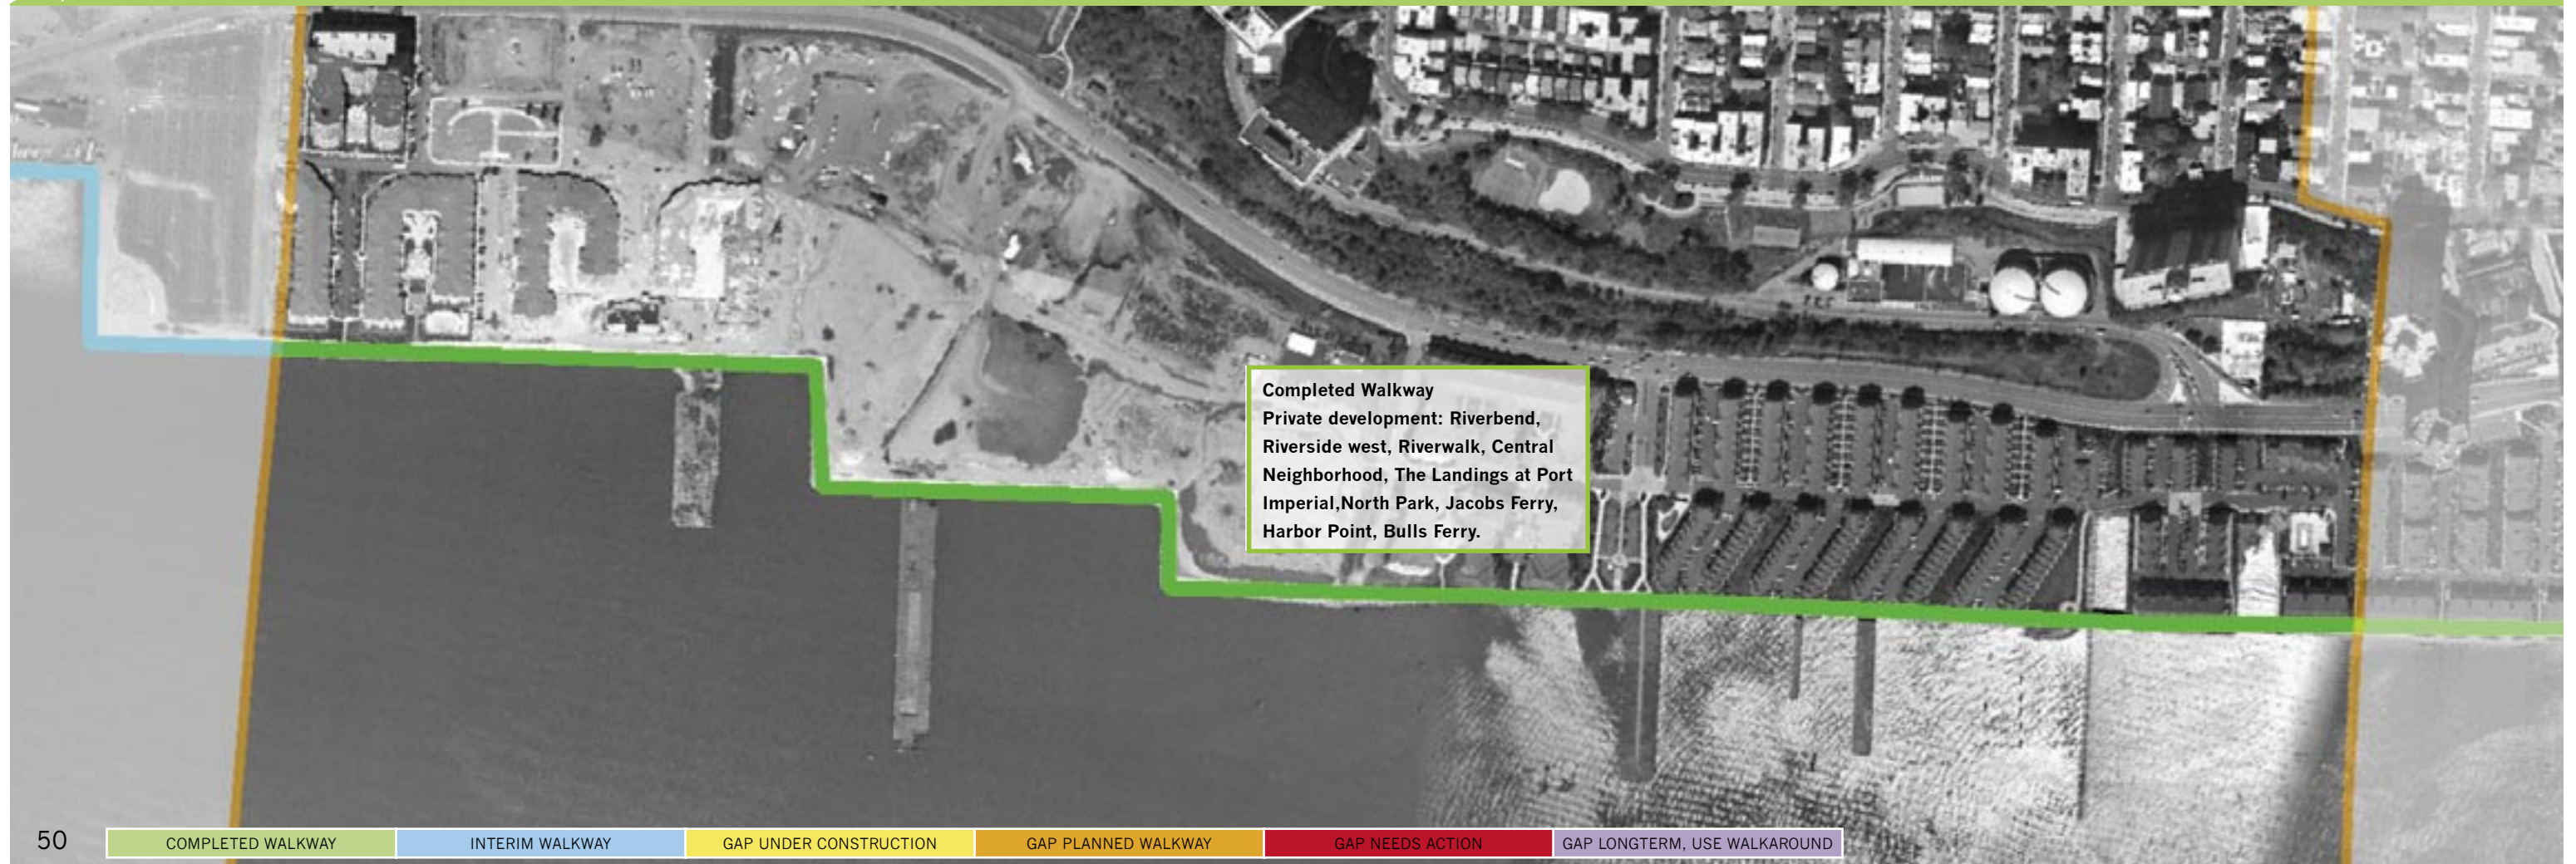 Completed Walkway
Private development: Riverbend,
Riverside west, Riverwalk, Central
Neighborhood, The Landings at Port
Imperial,North Park, Jacobs Ferry,
Harbor Point, Bulls Ferry.
50
COMPLETED WALKWAY
INTERIM WALKWAY
GAP UNDER CONSTRUCTION
GAP PLANNED WALKWAY
GAP NEEDS ACTION
GAP LONGTERM, USE WALKAROUND